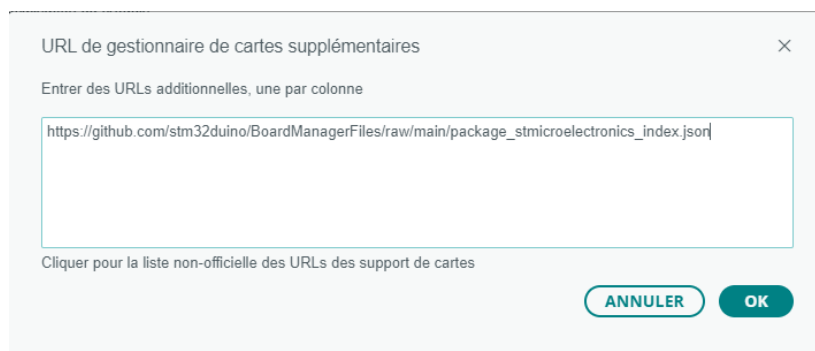 URL de gestionnaire de cartes supplémentaires
Entrer des URLs additionnelles, une par colonne
https://github.com/stm32duino/BoardManagerFiles/raw/main/package_stmicroelectronics_index.json
Cliquer pour la liste non-officielle des URLs des support de cartes
ANNULER OK